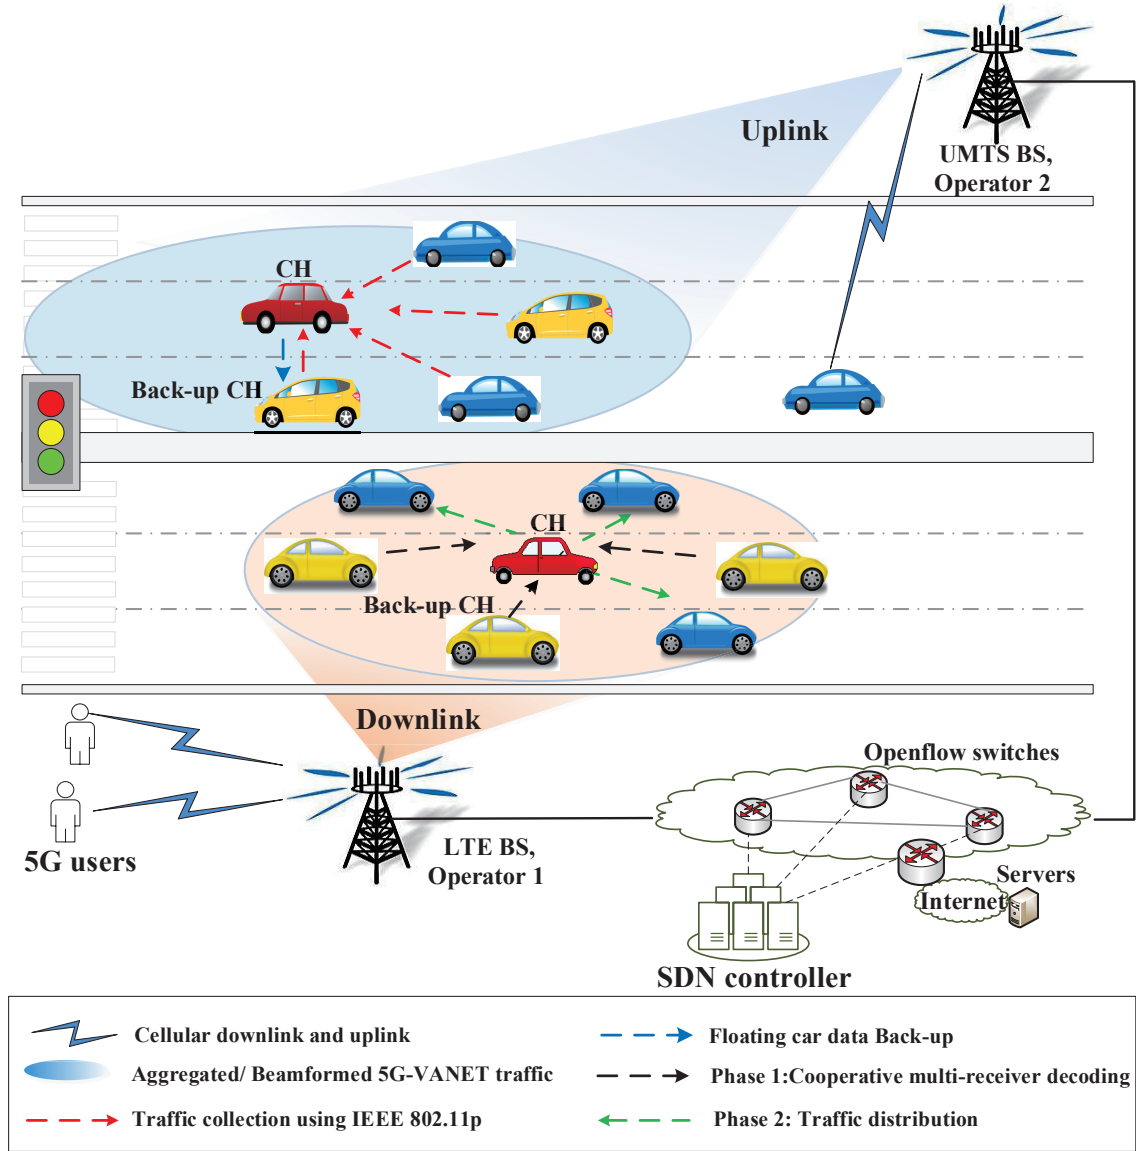 Uplink
UMTS BS,
Operator 2
CH
Back-up CH
CH
Back-up CH
Downlink
Openflow switches
5G users
LTE BS,
Operator 1
Servers
Internet
SDN controller
Cellular downlink and uplink
Floating car data Back-up
Aggregated/ Beamformed 5G-VANET traffic
Phase 1:Cooperative multi-receiver decoding
Traffic collection using IEEE 802.11p
Phase 2: Traffic distribution